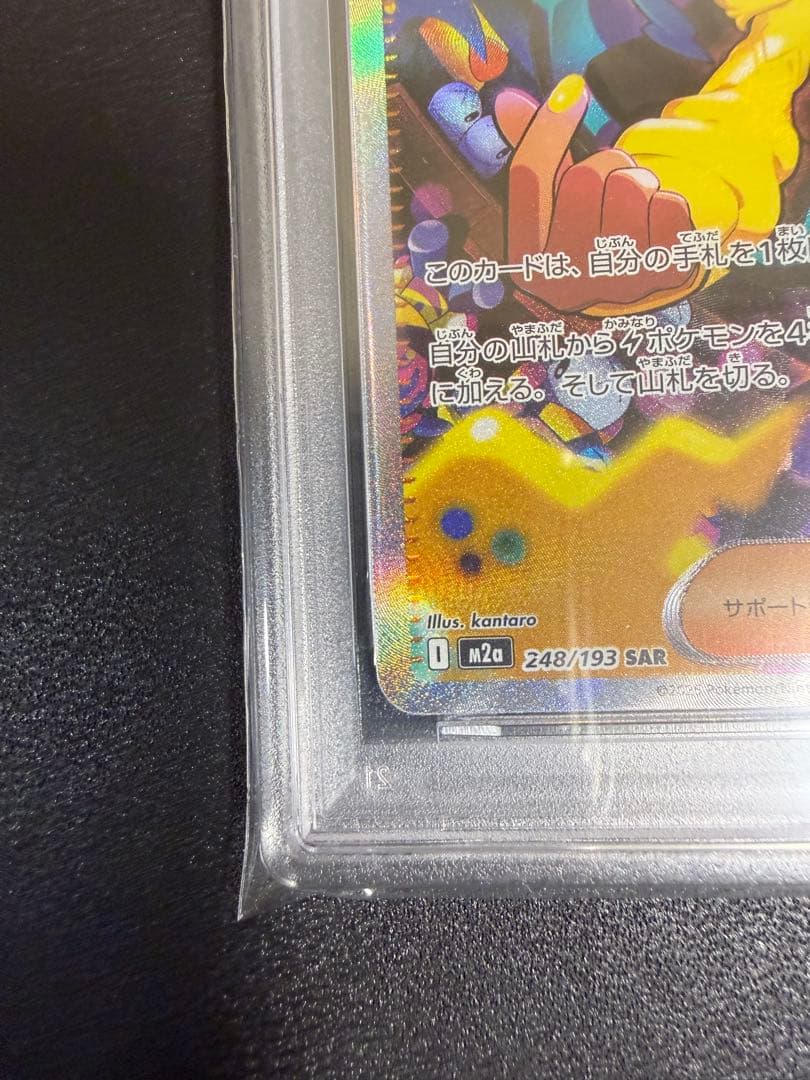 このカードは、自分の手札を1枚
自分の山札から ポケモンを4
に加える。そして山札を切る。
サポート
Illus. kantaro
I m2a 248/193 SAR
21